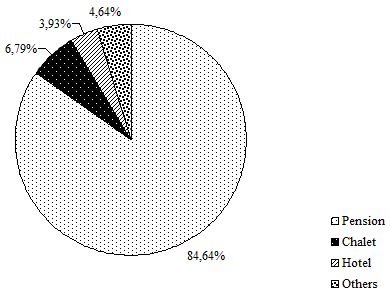 4,64%
3,93%
6,79%
84,64%
Pension
Chalet
Hotel
Others